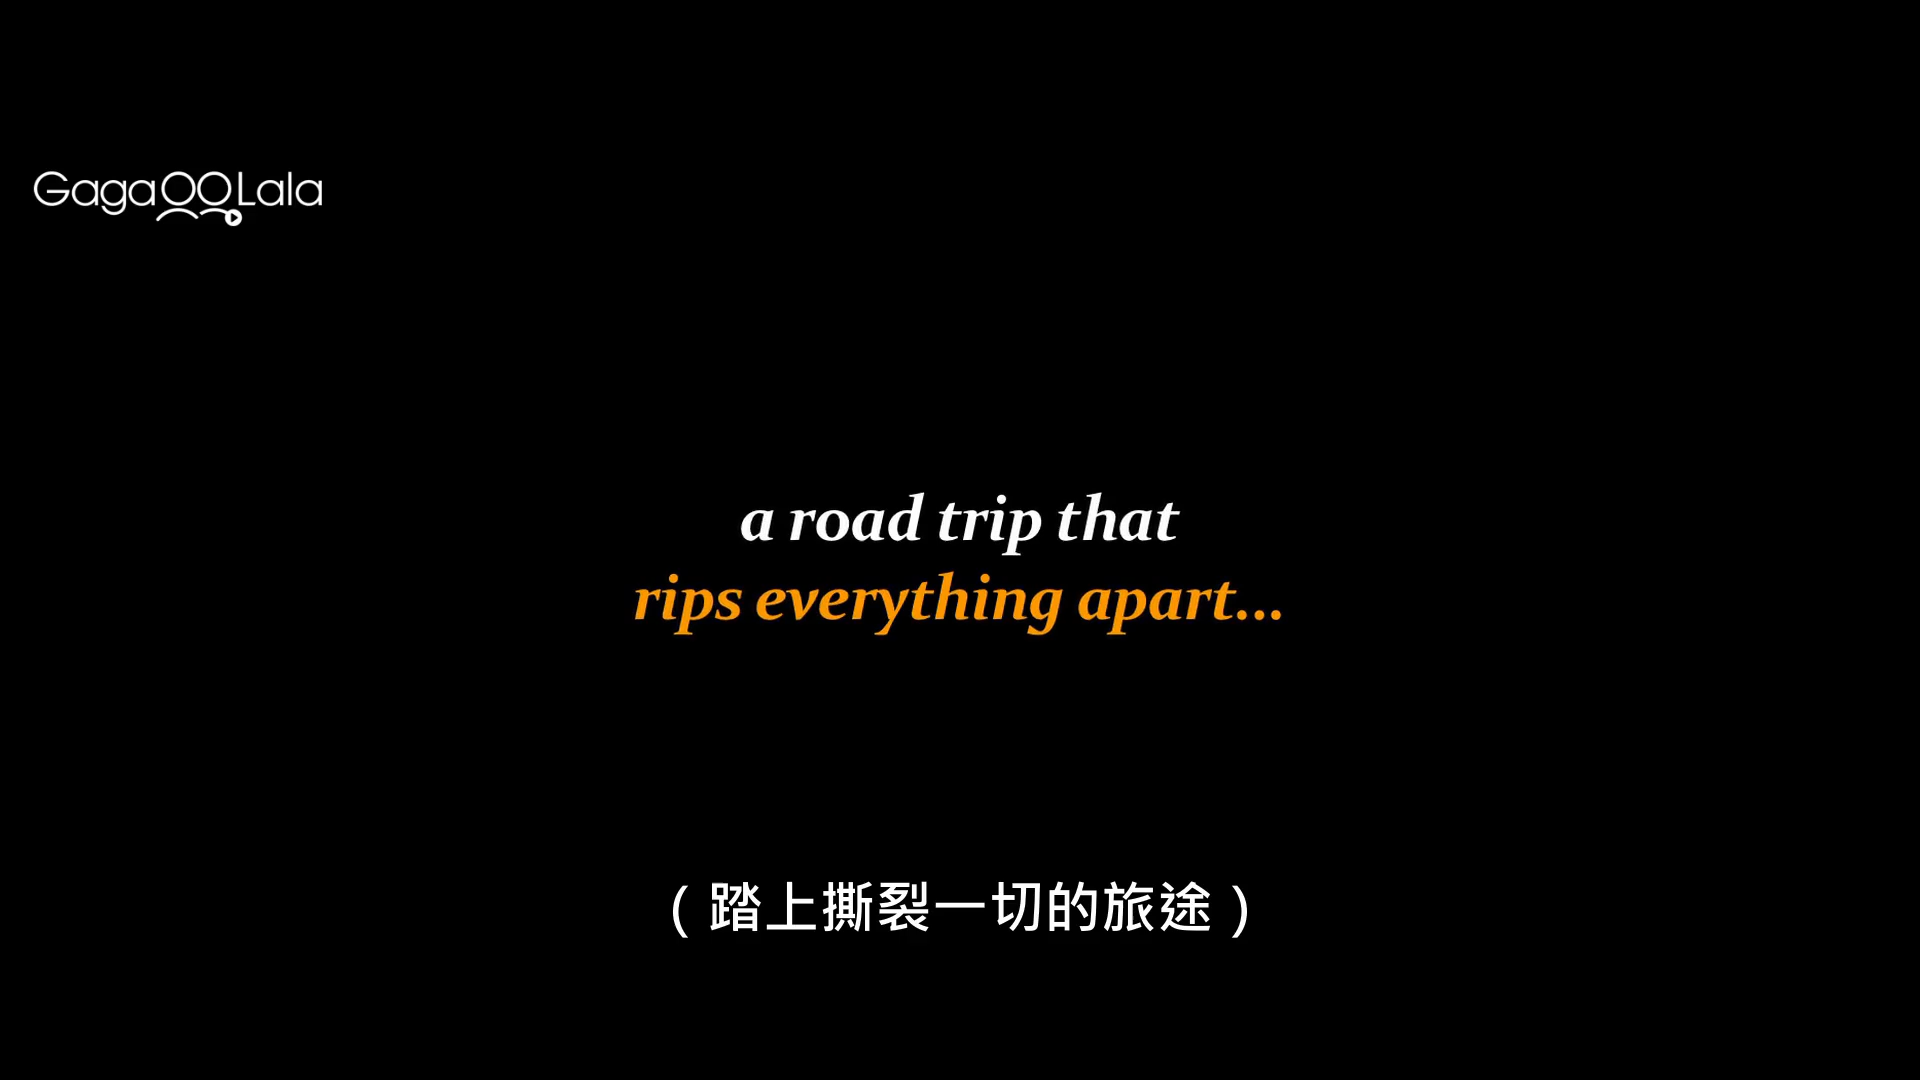 GagaOOLala
a road trip that
rips everything apart...
（踏上撕裂一切的旅途）